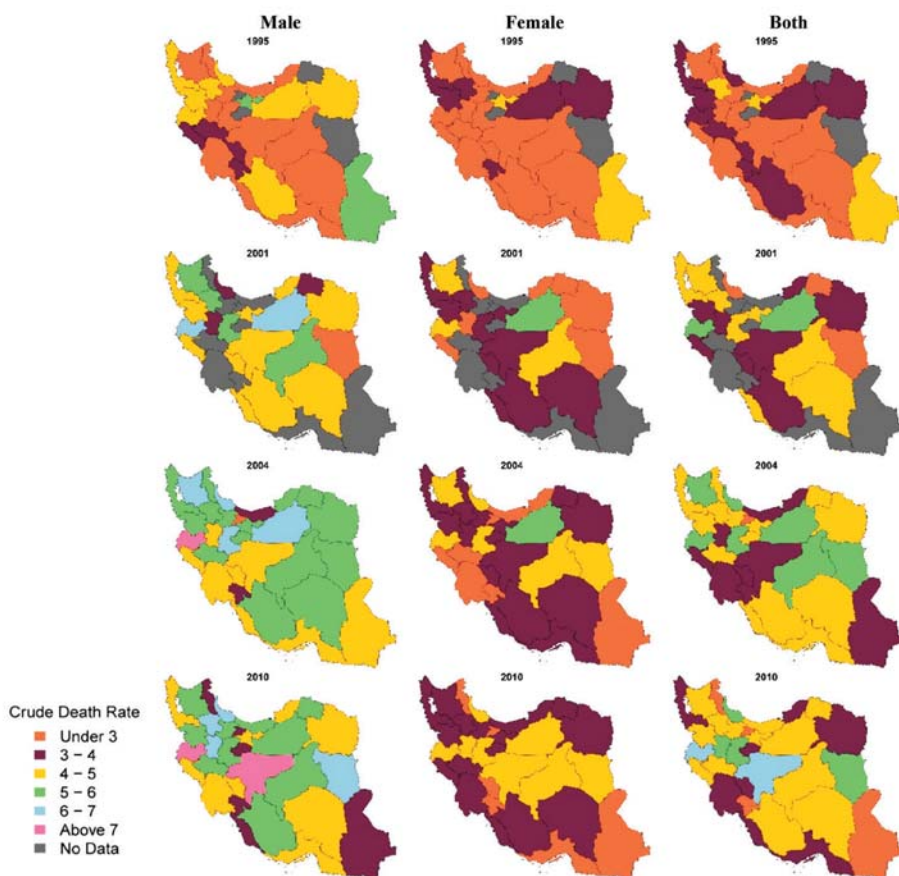 Male Female Both
1995 1995 1995
2001 2001 2001
2004 2004 2004
2010 2010 2010
Crude Death Rate
Under 3
3 – 4
4 – 5
5 – 6
6 – 7
Above 7
No Data